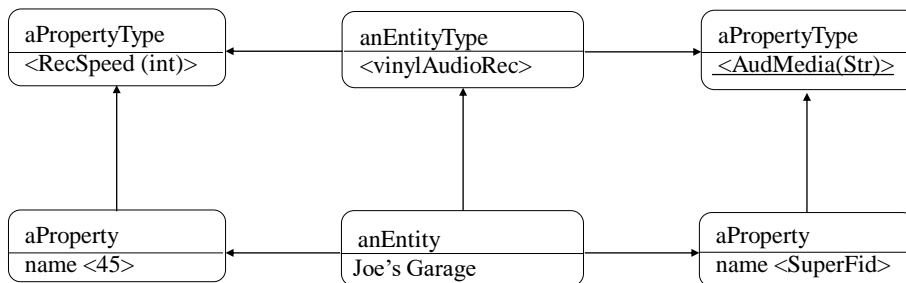 aPropertyType
<RecSpeed (int)>
anEntityType
<vinylAudioRec>
aPropertyType
<AudMedia(Str)>
aProperty
name <45>
anEntity
Joe’s Garage
aProperty
name <SuperFid>